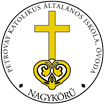 PETROVAY KATOLIKUS ÁLTALÁNOS ISKOLA, ÓVODA
NAGYKÖRŰ